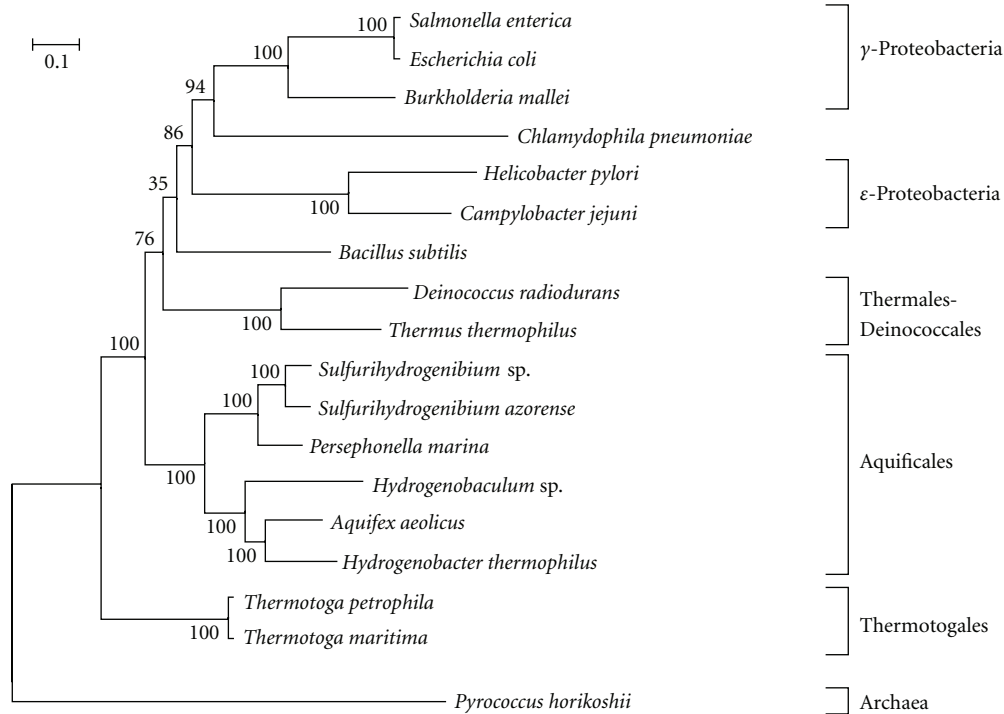 0.1
100
Salmonella enterica
Escherichia coli
100
Burkholderia mallei
94
Chlamydophila pneumoniae
86
Helicobacter pylori
Campylobacter jejuni
100
35
Bacillus subtilis
76
Deinococcus radiodurans
Thermus thermophilus
100
100
Sulfurihydrogenibium sp.
Sulfurihydrogenibium azorense
100
100
Persephonella marina
100
Hydrogenobaculum sp.
100
Aquifex aeolicus
Hydrogenobacter thermophilus
100
Thermotoga petrophila
Thermotoga maritima
100
Pyrococcus horikoshii
γ-Proteobacteria
ε-Proteobacteria
Thermales-
Deinococcales
Aquificales
Thermotogales
Archaea